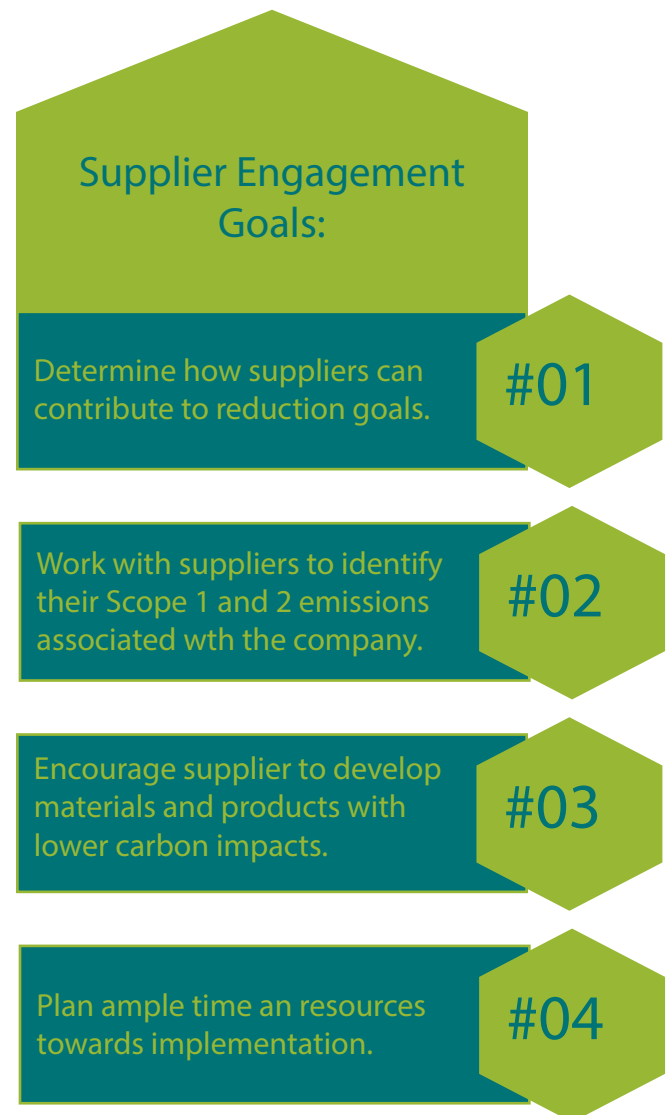 Supplier Engagement
Goals:
Determine how suppliers can
contribute to reduction goals.
#01
Work with suppliers to identify
their Scope 1 and 2 emissions
associated wth the company.
#02
Encourage supplier to develop
materials and products with
lower carbon impacts.
#03
Plan ample time an resources
towards implementation.
#04